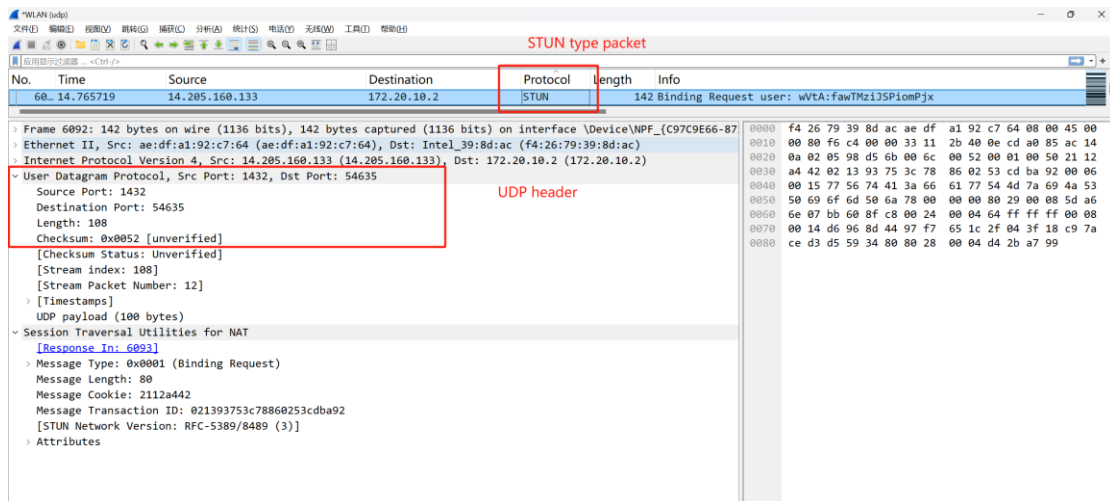 *WLAN (udp)
文件(F) 编辑(E) 视图(V) 跳转(G) 捕获(C) 分析(A) 统计(S) 电话(Y) 无线(W) 工具(T) 帮助(H)
STUN type packet
应用显示过滤器 … <Ctrl-/>
No. Time Source Destination Protocol Length Info
60… 14.765719 14.205.160.133 172.20.10.2 STUN 142 Binding Request user: wVtA:fawTMziJSPiomPjx
Frame 6092: 142 bytes on wire (1136 bits), 142 bytes captured (1136 bits) on interface \Device\NPF_{C97C9E66-87
Ethernet II, Src: ae:df:a1:92:c7:64 (ae:df:a1:92:c7:64), Dst: Intel_39:8d:ac (f4:26:79:39:8d:ac)
Internet Protocol Version 4, Src: 14.205.160.133 (14.205.160.133), Dst: 172.20.10.2 (172.20.10.2)
User Datagram Protocol, Src Port: 1432, Dst Port: 54635
Source Port: 1432
UDP header
Destination Port: 54635
Length: 108
Checksum: 0x0052 [unverified]
[Checksum Status: Unverified]
[Stream index: 108]
[Stream Packet Number: 12]
[Timestamps]
UDP payload (100 bytes)
Session Traversal Utilities for NAT
[Response In: 6093]
Message Type: 0x0001 (Binding Request)
Message Length: 80
Message Cookie: 2112a442
Message Transaction ID: 021393753c78860253cdba92
[STUN Network Version: RFC-5389/8489 (3)]
Attributes
0000 f4 26 79 39 8d ac ae df a1 92 c7 64 08 00 45 00
0010 00 80 f6 c4 00 00 33 11 2b 40 0e cd a0 85 ac 14
0020 0a 02 05 98 d5 6b 00 6c 00 52 00 01 00 50 21 12
0030 a4 42 02 13 93 75 3c 78 86 02 53 cd ba 92 00 06
0040 00 15 77 56 74 41 3a 66 61 77 54 4d 7a 69 4a 53
0050 50 69 6f 6d 50 6a 78 00 00 00 80 29 00 08 5d a6
0060 6e 07 bb 60 8f c8 00 24 00 04 64 ff ff ff 00 08
0070 00 14 d6 96 8d 44 97 f7 65 1c 2f 04 3f 18 c9 7a
0080 ce d3 d5 59 34 80 80 28 00 04 d4 2b a7 99